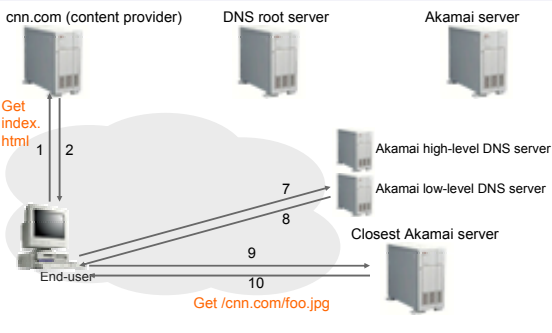 cnn.com (content provider)
DNS root server
Akamai server
Get
index.
html
1
2
Akamai high-level DNS server
7
Akamai low-level DNS server
8
Closest Akamai server
9
End-user
10
Get /cnn.com/foo.jpg